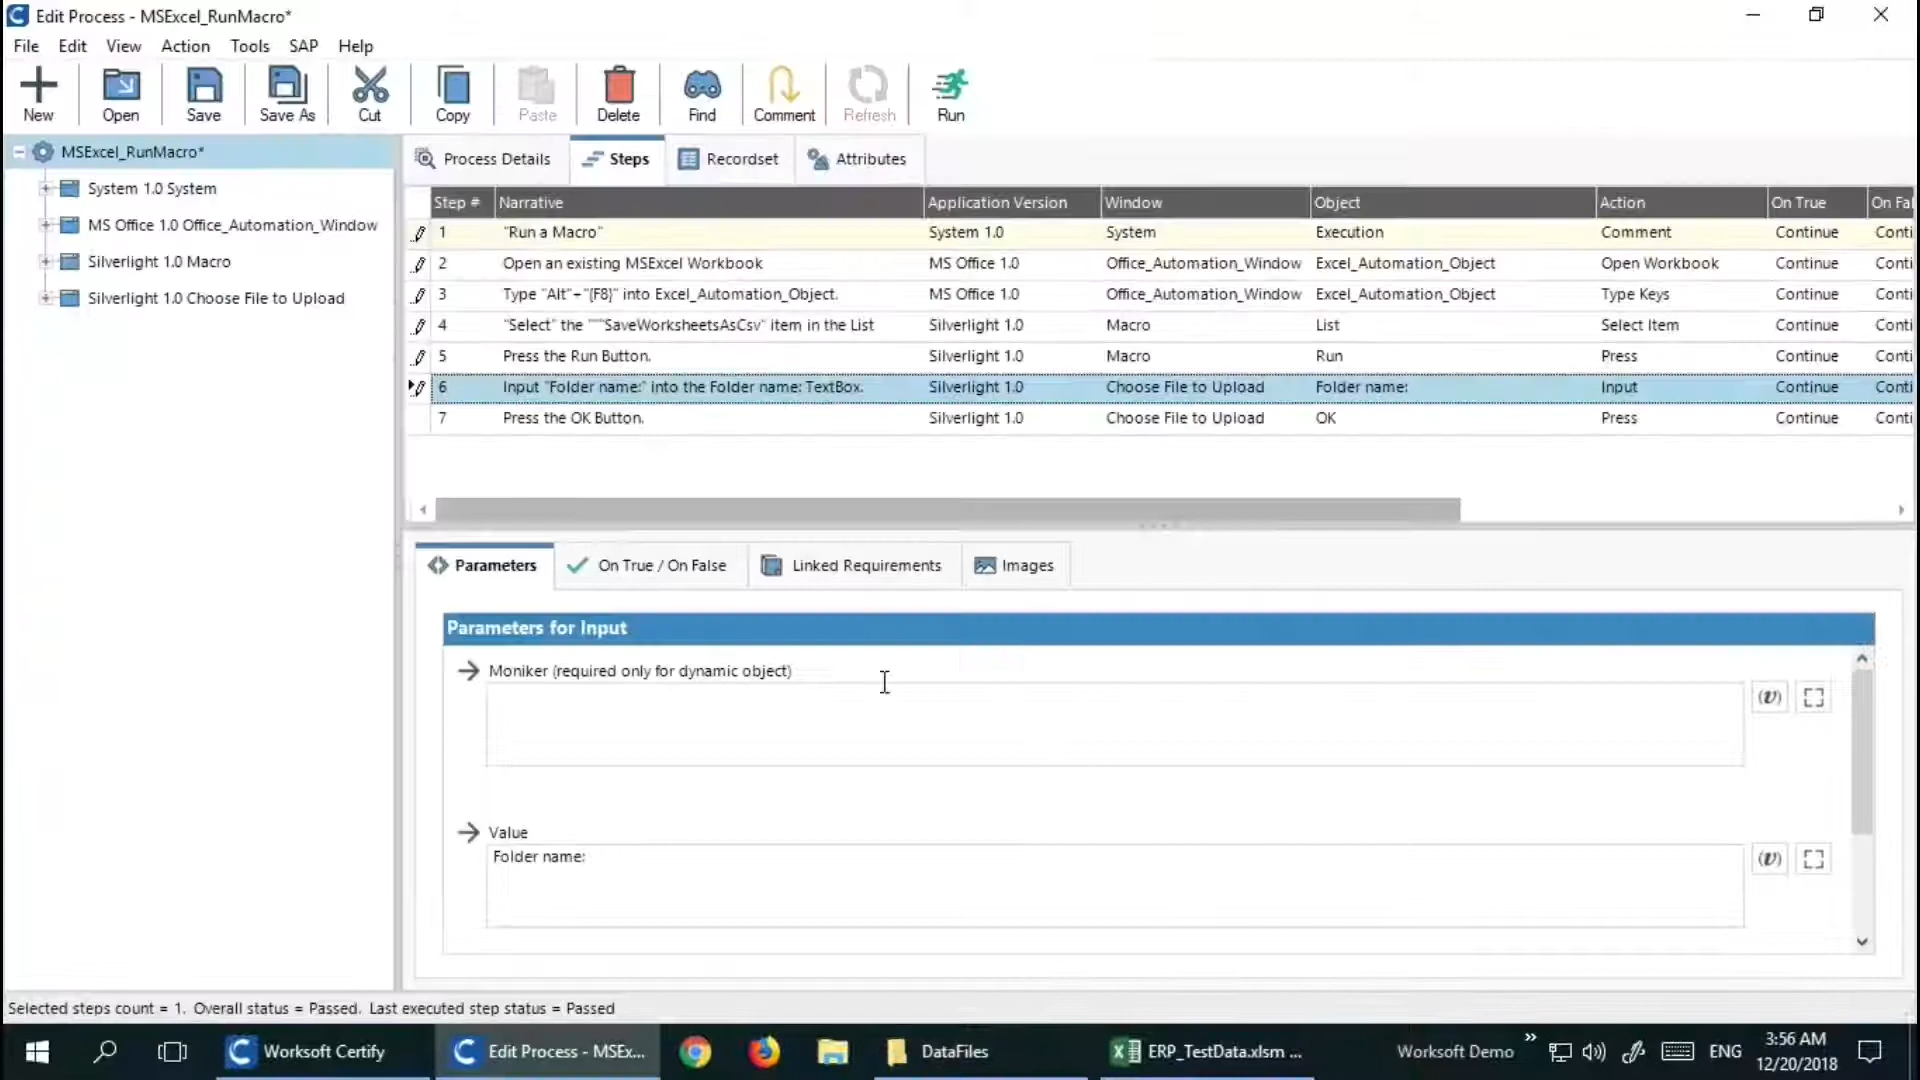 Edit Process - MSExcel_RunMacro*
File Edit View Action Tools SAP Help
New Open Save Save As Cut Copy Paste Delete Find Comment Refresh Run
MSExcel_RunMacro*
System 1.0 System
MS Office 1.0 Office_Automation_Window
Silverlight 1.0 Macro
Silverlight 1.0 Choose File to Upload
Process Details Steps Recordset Attributes
Step # Narrative Application Version Window Object Action On True On Fal
1 "Run a Macro" System 1.0 System Execution Comment Continue Conti
2 Open an existing MSExcel Workbook MS Office 1.0 Office_Automation_Window Excel_Automation_Object Open Workbook Continue Conti
3 Type "Alt"+"{F8}" into Excel_Automation_Object. MS Office 1.0 Office_Automation_Window Excel_Automation_Object Type Keys Continue Conti
4 "Select" the """SaveWorksheetsAsCsv" item in the List Silverlight 1.0 Macro List Select Item Continue Conti
5 Press the Run Button. Silverlight 1.0 Macro Run Press Continue Conti
6 Input "Folder name:" into the Folder name: TextBox. Silverlight 1.0 Choose File to Upload Folder name: Input Continue Conti
7 Press the OK Button. Silverlight 1.0 Choose File to Upload OK Press Continue Conti
Parameters On True / On False Linked Requirements Images
Parameters for Input
Moniker (required only for dynamic object)
(v)
Value
Folder name:
(v)
Selected steps count = 1. Overall status = Passed. Last executed step status = Passed
Worksoft Certify Edit Process - MSEx... DataFiles ERP_TestData.xlsm ... Worksoft Demo ENG 3:56 AM
12/20/2018